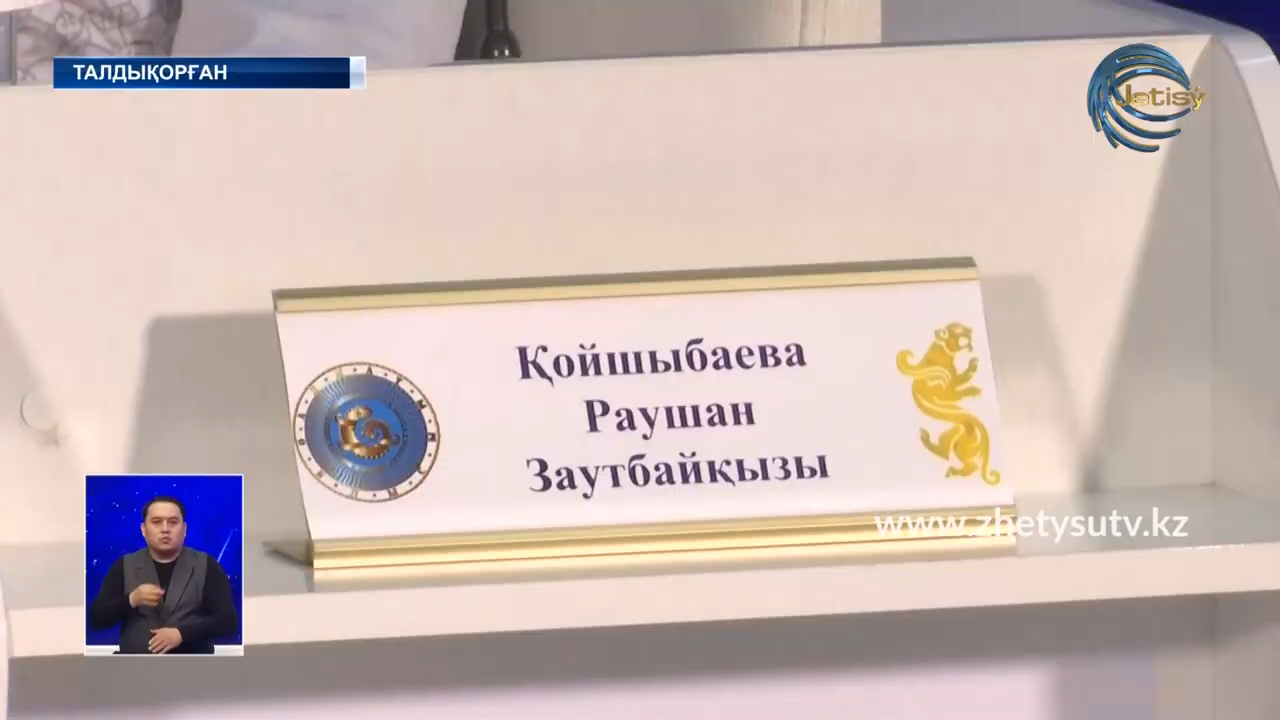 ТАЛДЫҚОРҒАН
Jetisý
Қойшыбаева
Раушан
Заутбайқызы
www.zhetysutv.kz